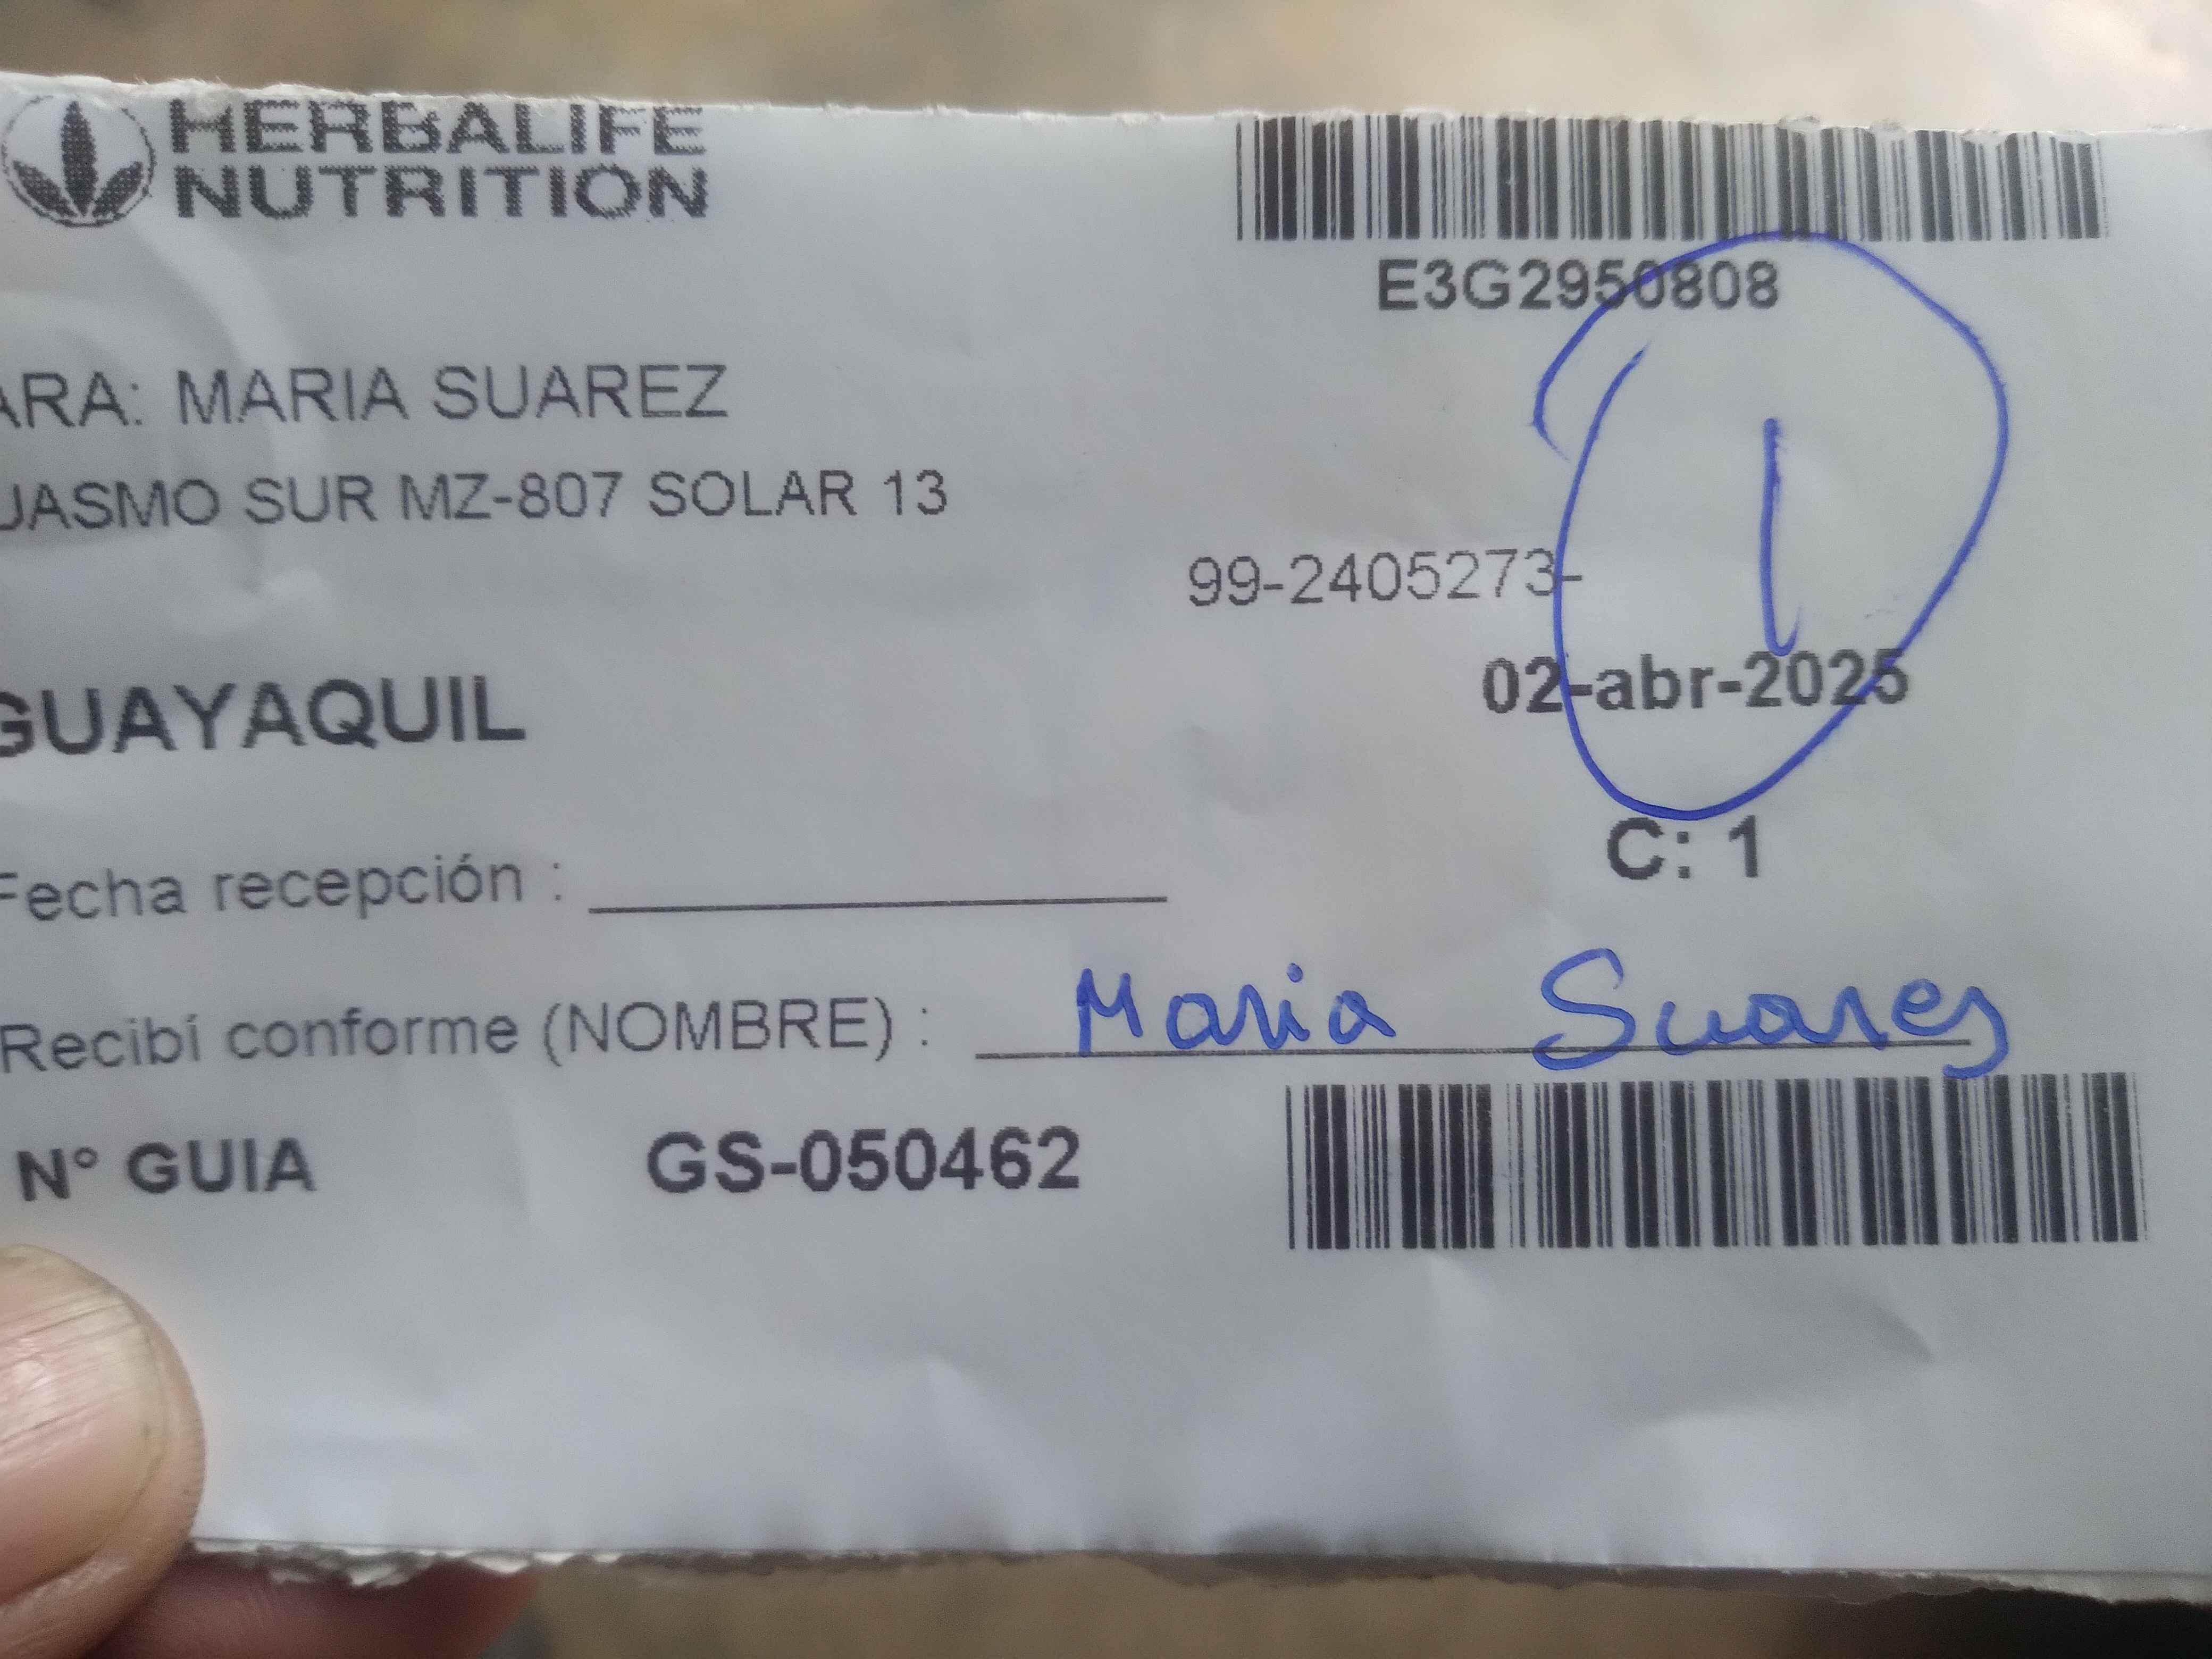 HERBALIFE
NUTRITION
E3G2950808
ARA: MARIA SUAREZ
UASMO SUR MZ-807 SOLAR 13
99-2405273-
1
02-abr-2025
GUAYAQUIL
C: 1
Fecha recepción :
Recibí conforme (NOMBRE) : Maria Suares
N° GUIA GS-050462